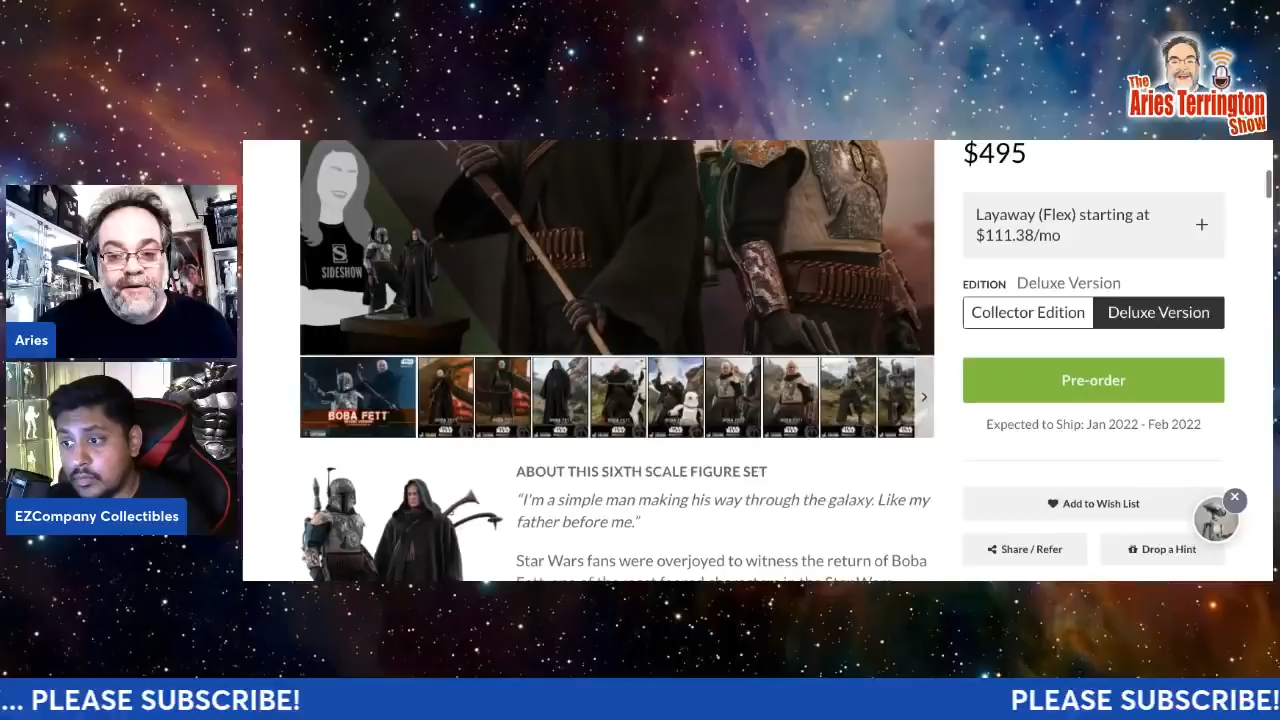 The
Aries Terrington
Show
$495
Layaway (Flex) starting at
$111.38/mo
EDITION Deluxe Version
Collector Edition
Deluxe Version
S
SIDESHOW
Pre-order
BOBA FETT
Expected to Ship: Jan 2022 - Feb 2022
Aries
EZCompany Collectibles
ABOUT THIS SIXTH SCALE FIGURE SET
“I'm a simple man making his way through the galaxy. Like my
father before me.”
Star Wars fans were overjoyed to witness the return of Boba
Add to Wish List
Share / Refer
Drop a Hint
... PLEASE SUBSCRIBE!
PLEASE SUBSCRIBE!